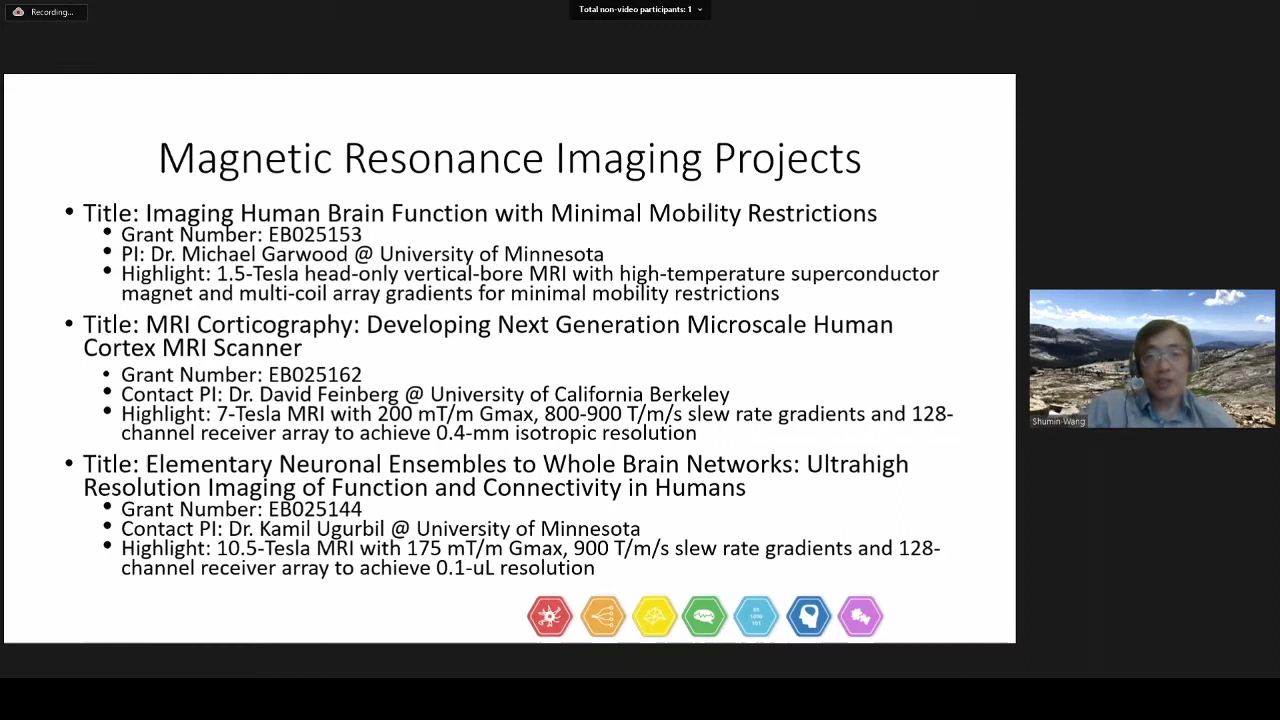 Recording...
Total non-video participants: 1
Magnetic Resonance Imaging Projects
• Title: Imaging Human Brain Function with Minimal Mobility Restrictions
• Grant Number: EB025153
• PI: Dr. Michael Garwood @ University of Minnesota
• Highlight: 1.5-Tesla head-only vertical-bore MRI with high-temperature superconductor
magnet and multi-coil array gradients for minimal mobility restrictions
• Title: MRI Corticography: Developing Next Generation Microscale Human
Cortex MRI Scanner
• Grant Number: EB025162
• Contact PI: Dr. David Feinberg @ University of California Berkeley
• Highlight: 7-Tesla MRI with 200 mT/m Gmax, 800-900 T/m/s slew rate gradients and 128-
channel receiver array to achieve 0.4-mm isotropic resolution
• Title: Elementary Neuronal Ensembles to Whole Brain Networks: Ultrahigh
Resolution Imaging of Function and Connectivity in Humans
• Grant Number: EB025144
• Contact PI: Dr. Kamil Ugurbil @ University of Minnesota
• Highlight: 10.5-Tesla MRI with 175 mT/m Gmax, 900 T/m/s slew rate gradients and 128-
channel receiver array to achieve 0.1-uL resolution
Shumin Wang